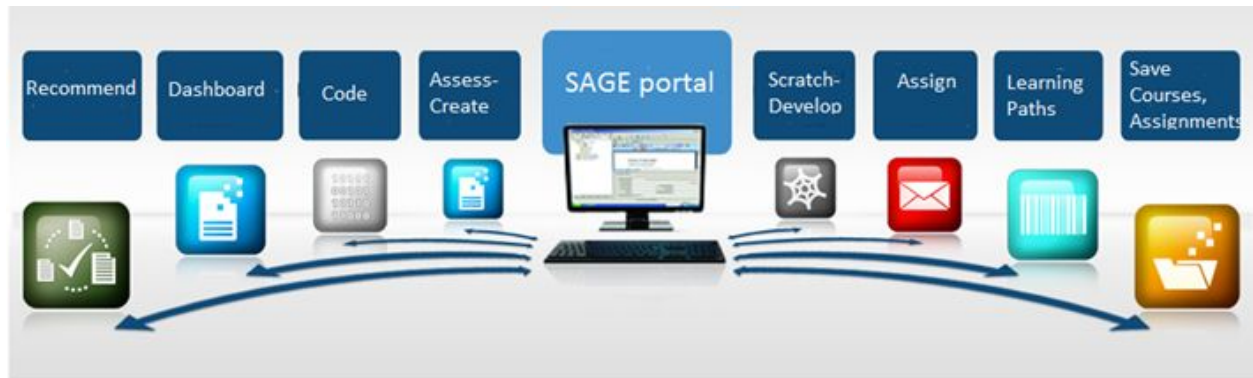 Recommend
Dashboard
Code
Assess-
Create
SAGE portal
Scratch-
Develop
Assign
Learning
Paths
Save
Courses,
Assignments